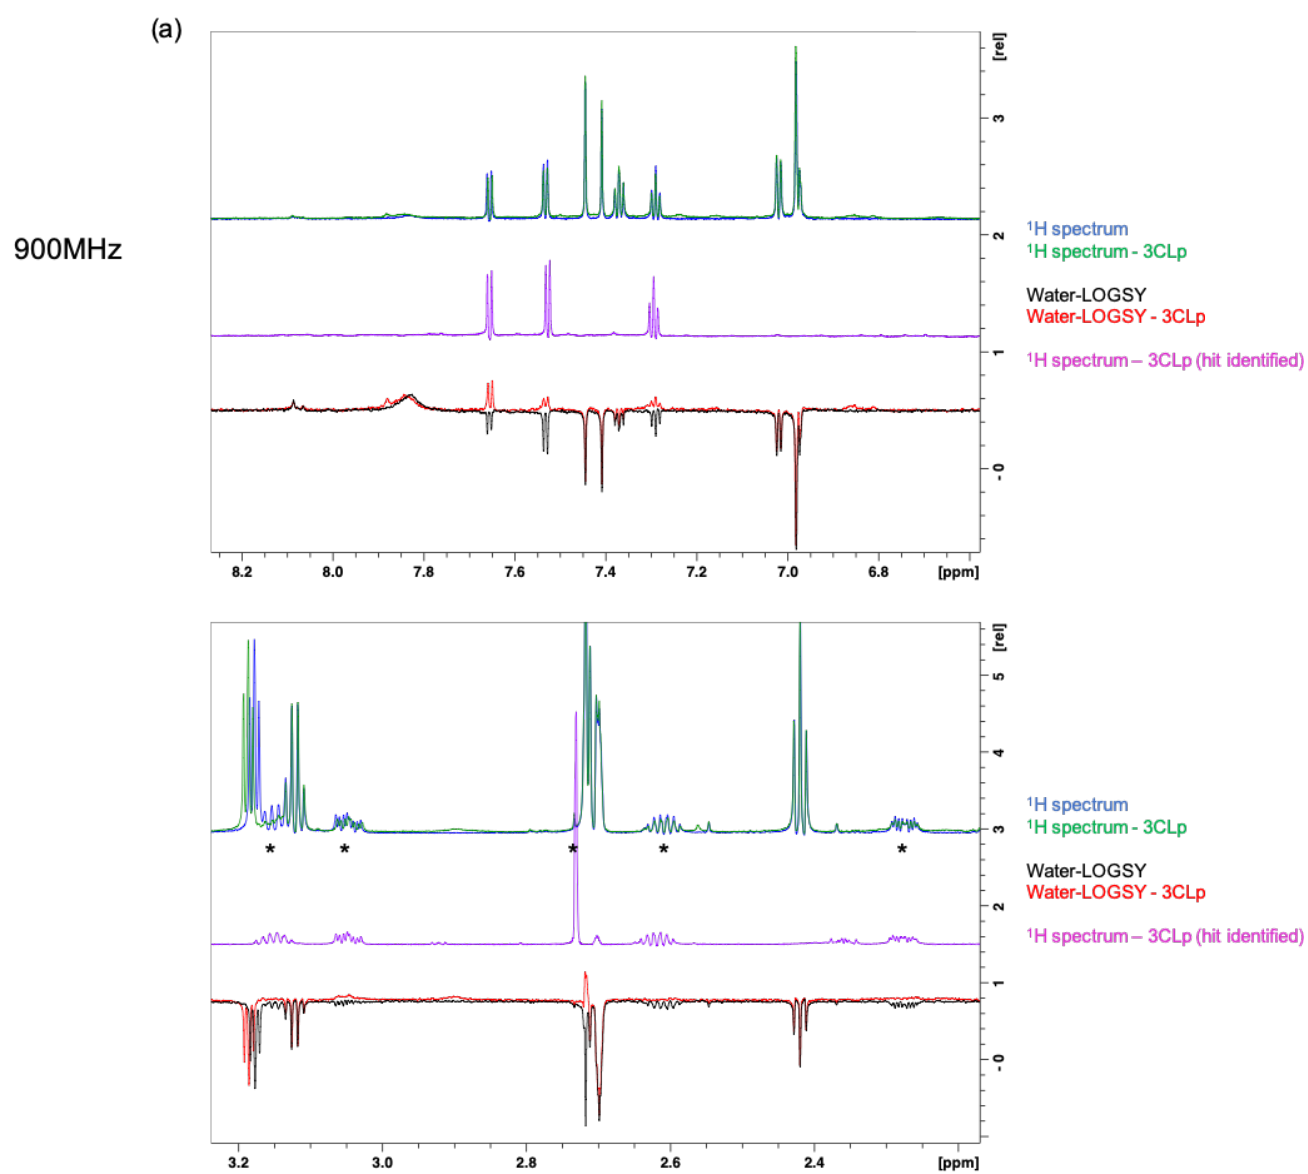 (a)
900MHz
[rel]
3
2
1
- 0
8.2 8.0 7.8 7.6 7.4 7.2 7.0 6.8 [ppm]
¹H spectrum
¹H spectrum - 3CLp
Water-LOGSY
Water-LOGSY - 3CLp
¹H spectrum – 3CLp (hit identified)
[rel]
5
4
3
* * * * *
2
1
- 0
3.2 3.0 2.8 2.6 2.4 [ppm]
¹H spectrum
¹H spectrum - 3CLp
Water-LOGSY
Water-LOGSY - 3CLp
¹H spectrum – 3CLp (hit identified)